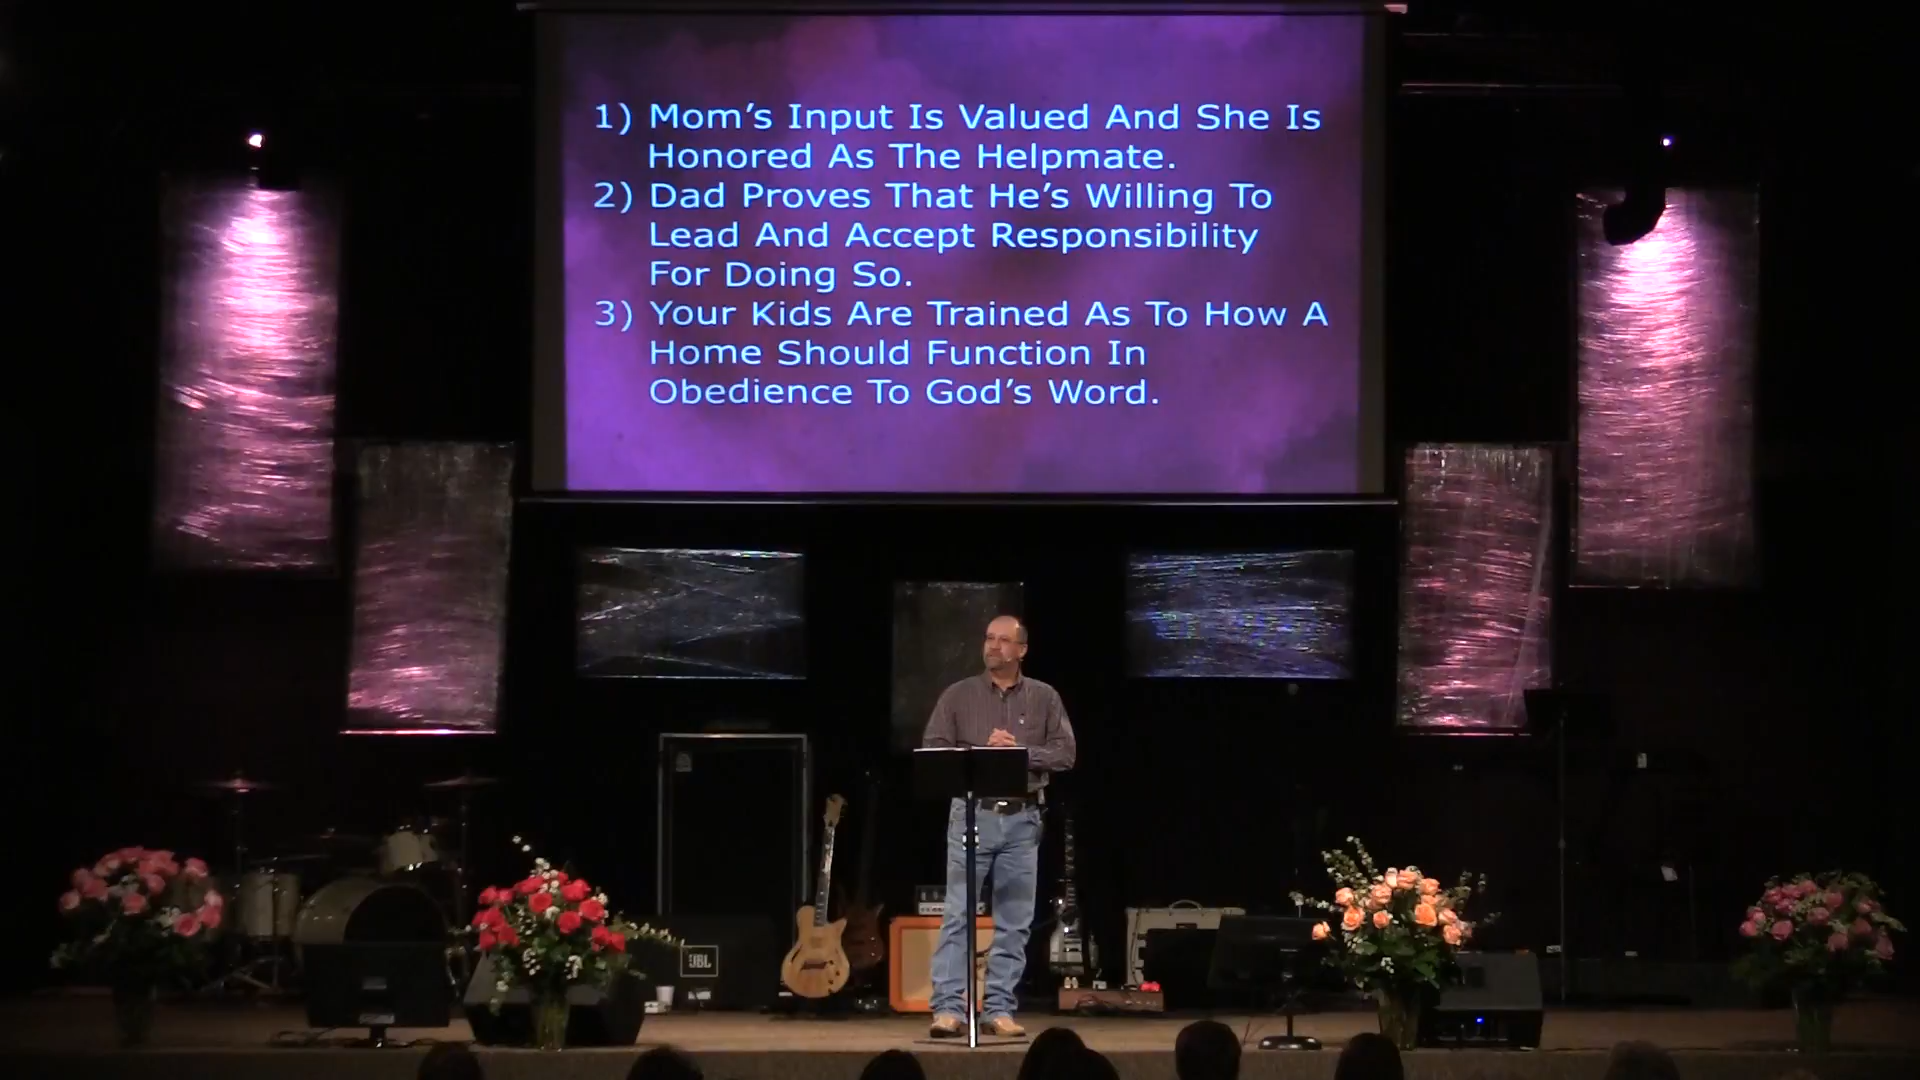 1) Mom's Input Is Valued And She Is
Honored As The Helpmate.
2) Dad Proves That He's Willing To
Lead And Accept Responsibility
For Doing So.
3) Your Kids Are Trained As To How A
Home Should Function In
Obedience To God's Word.
JBL